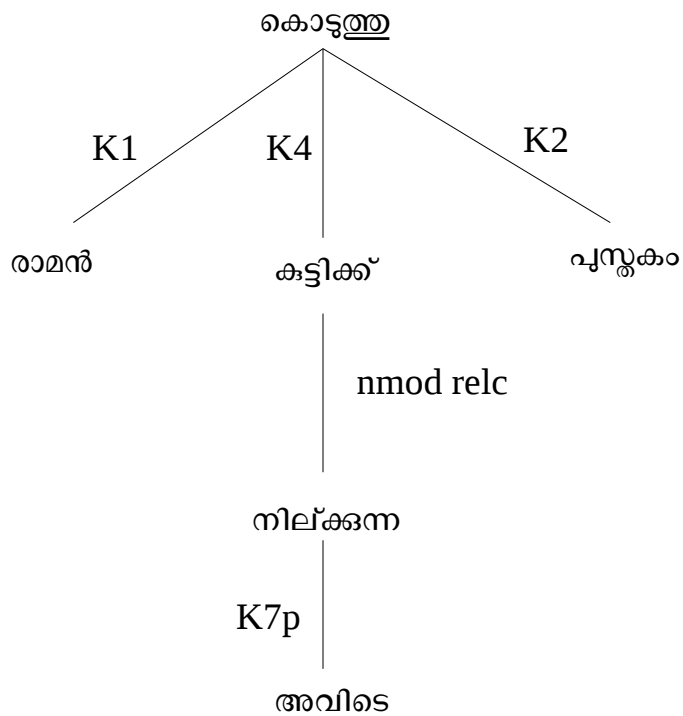 കൊടുത്തു
K1
K4
K2
രാമൻ
കുട്ടിക്ക്
പുസ്തകം
nmod relc
നില്ക്കുന്ന
K7p
അവിടെ